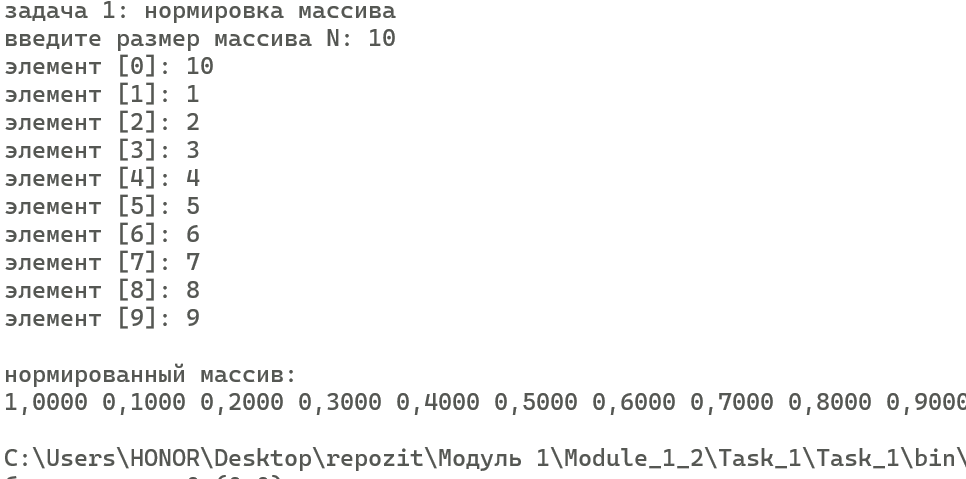 задача 1: нормировка массива
введите размер массива N: 10
элемент [0]: 10
элемент [1]: 1
элемент [2]: 2
элемент [3]: 3
элемент [4]: 4
элемент [5]: 5
элемент [6]: 6
элемент [7]: 7
элемент [8]: 8
элемент [9]: 9
нормированный массив:
1,0000 0,1000 0,2000 0,3000 0,4000 0,5000 0,6000 0,7000 0,8000 0,9000
C:\Users\HONOR\Desktop\repozit\Модуль 1\Module_1_2\Task_1\Task_1\bin\